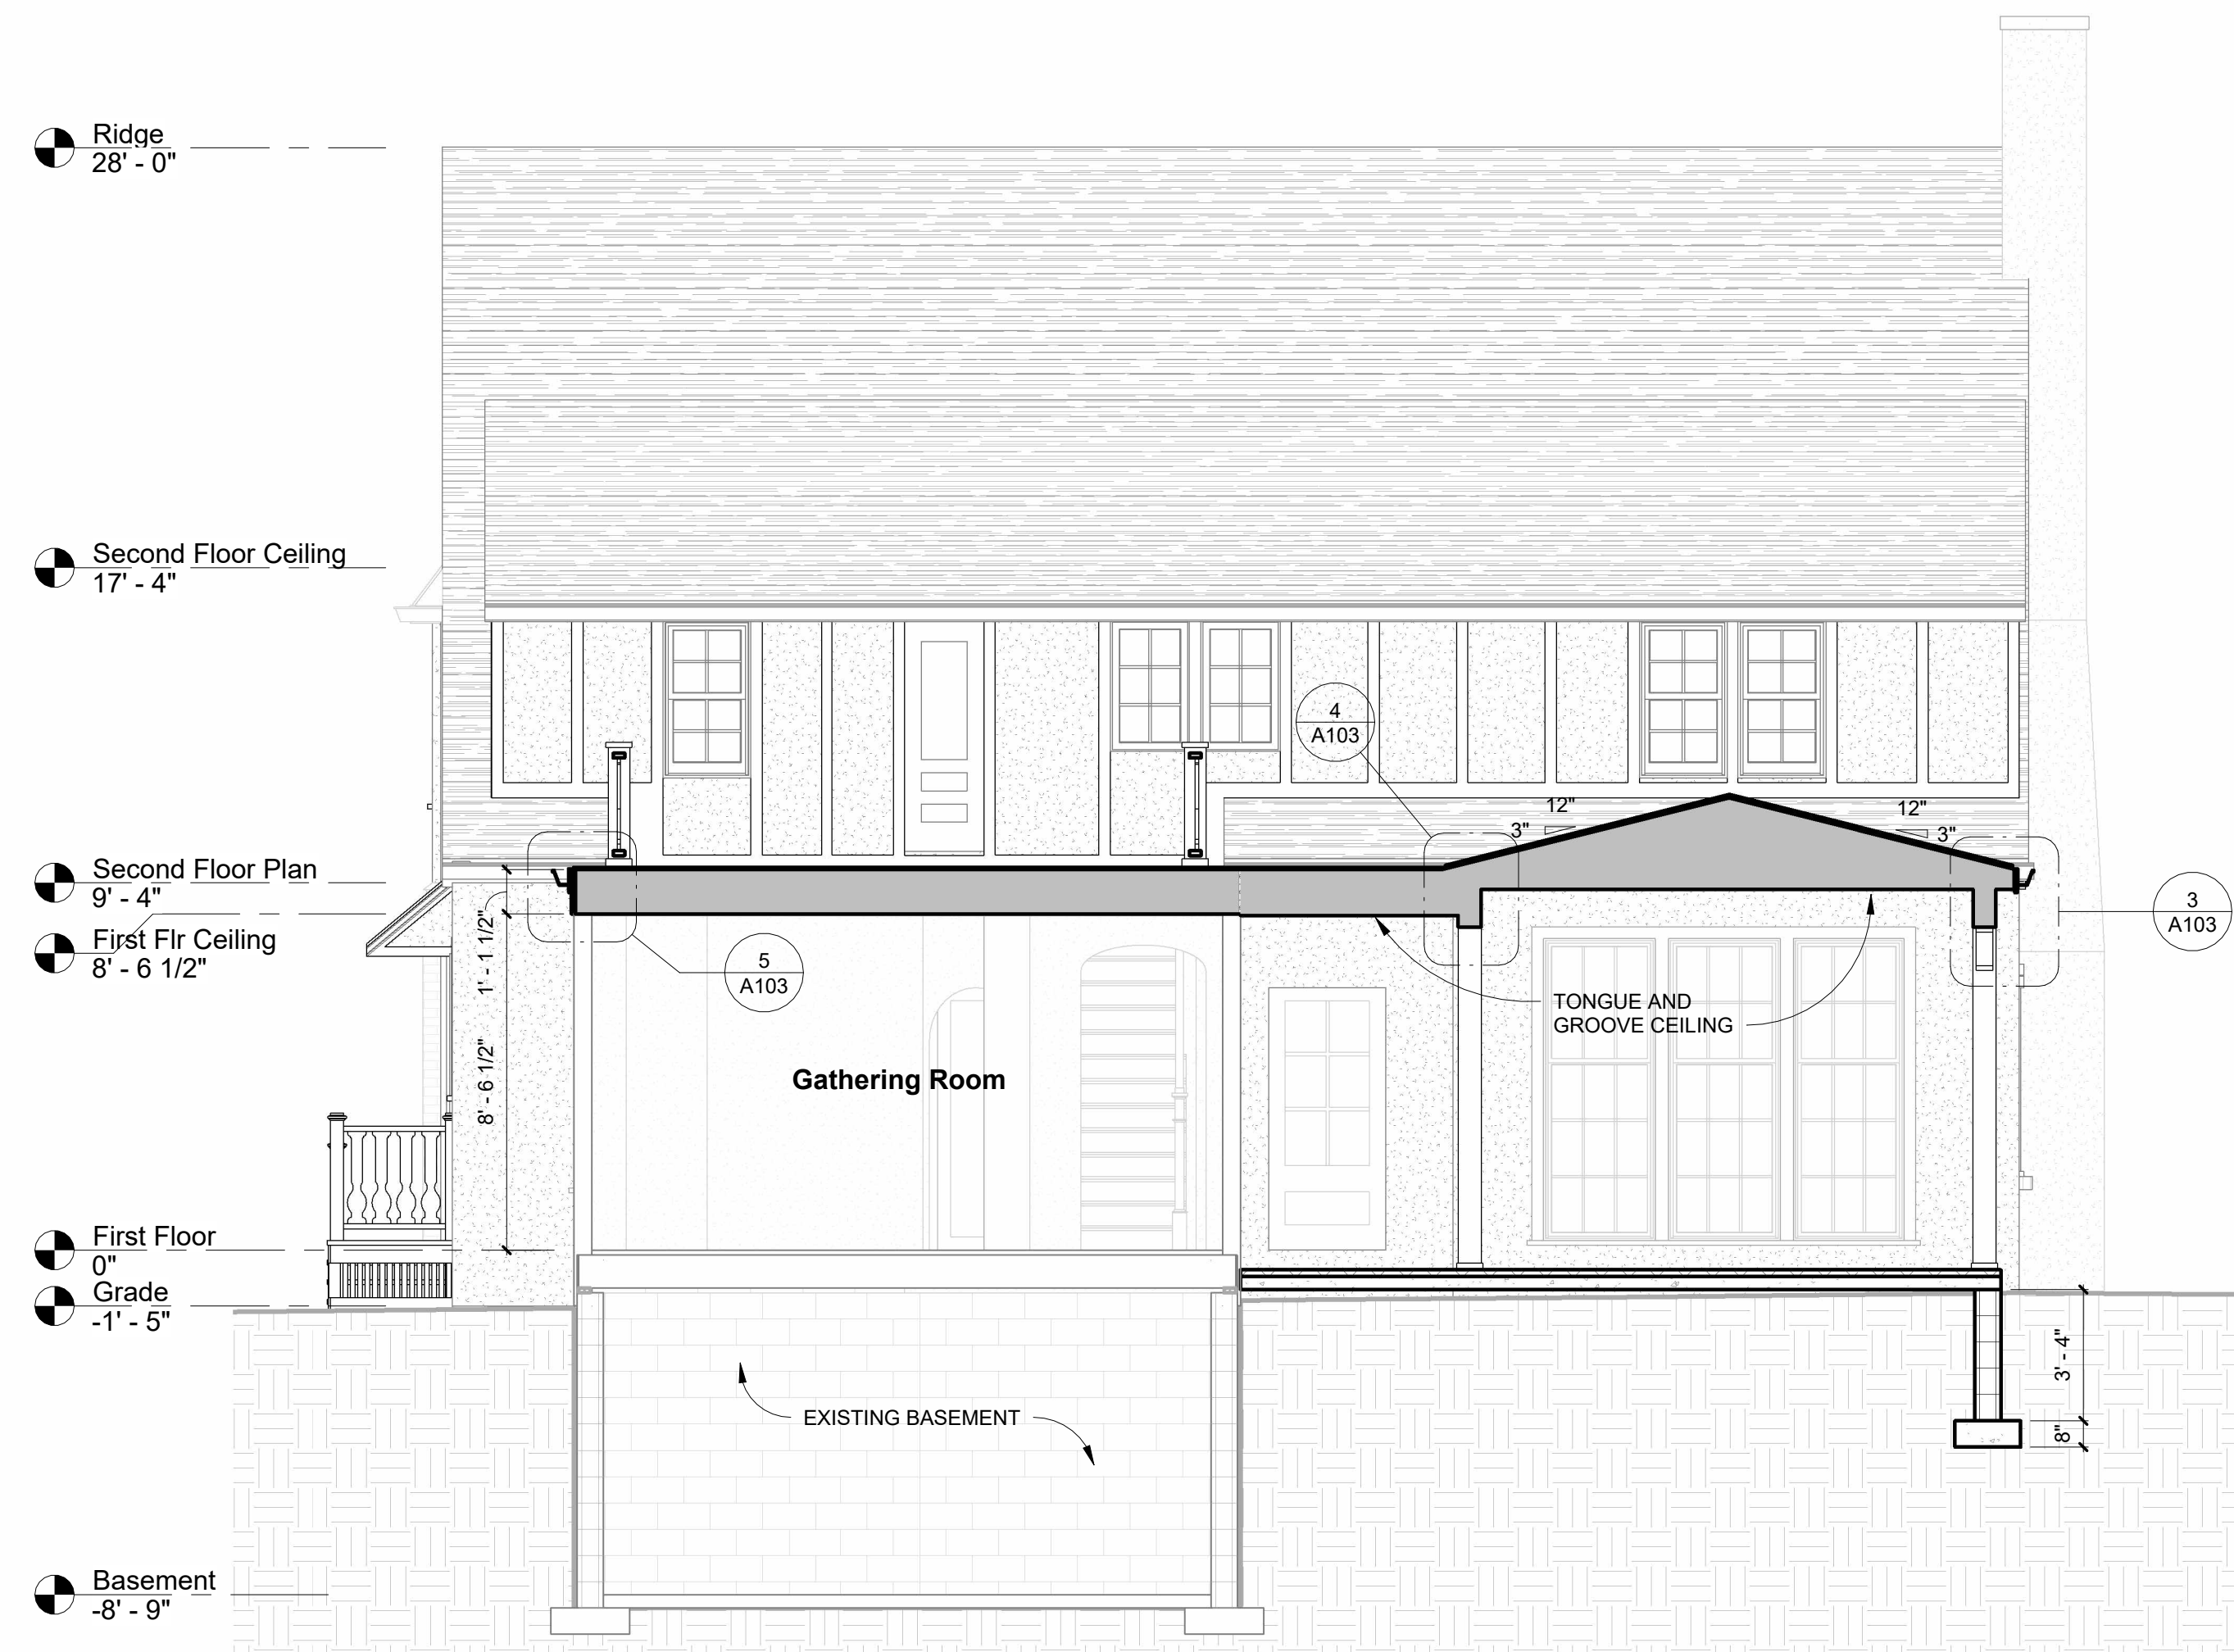 Ridge
28' - 0"
Second Floor Ceiling
17' - 4"
4
A103
12"
3"
12"
3"
Second Floor Plan
9' - 4"
First Flr Ceiling
8' - 6 1/2"
1' - 1 1/2"
8' - 6 1/2"
5
A103
3
A103
TONGUE AND
GROOVE CEILING
Gathering Room
First Floor
0"
Grade
-1' - 5"
3' - 4"
8"
EXISTING BASEMENT
Basement
-8' - 9"